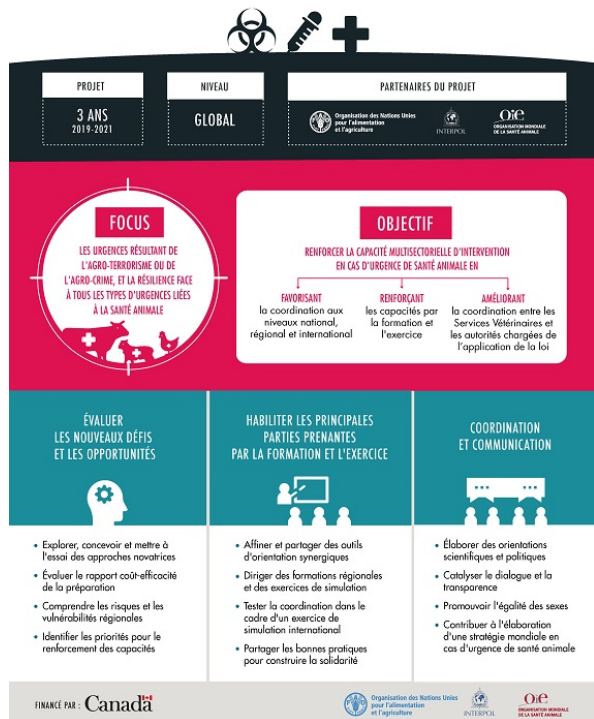 PROJET
3 ANS
2019-2021
NIVEAU
GLOBAL
PARTENAIRES DU PROJET
Organisation des Nations Unies
pour l'alimentation
et l'agriculture
INTERPOL
Oie
ORGANISATION MONDIALE
DE LA SANTÉ ANIMALE
FOCUS
LES URGENCES RÉSULTANT DE
L'AGRO-TERRORISME OU DE
L'AGRO-CRIME, ET LA RÉSILIENCE FACE
À TOUS LES TYPES D'URGENCES LIÉES
À LA SANTÉ ANIMALE
OBJECTIF
RENFORCER LA CAPACITÉ MULTISECTORIELLE D'INTERVENTION
EN CAS D'URGENCE DE SANTÉ ANIMALE EN
FAVORISANT
la coordination aux
niveaux national,
régional et international
RENFORÇANT
les capacités par
la formation et
l'exercice
AMÉLIORANT
la coordination entre les
Services Vétérinaires et
les autorités chargées de
l'application de la loi
ÉVALUER
LES NOUVEAUX DÉFIS
ET LES OPPORTUNITÉS
• Explorer, concevoir et mettre à
l'essai des approches novatrices
• Évaluer le rapport coût-efficacité
de la préparation
• Comprendre les risques et les
vulnérabilités régionales
• Identifier les priorités pour le
renforcement des capacités
HABILITER LES PRINCIPALES
PARTIES PRENANTES
PAR LA FORMATION ET L'EXERCICE
• Affiner et partager des outils
d'orientation synergiques
• Diriger des formations régionales
et des exercices de simulation
• Tester la coordination dans le
cadre d'un exercice de
simulation international
• Partager les bonnes pratiques
pour construire la solidarité
COORDINATION
ET COMMUNICATION
• Élaborer des orientations
scientifiques et politiques
• Catalyser le dialogue et la
transparence
• Promouvoir l'égalité des sexes
• Contribuer à l'élaboration
d'une stratégie mondiale en
cas d'urgence de santé animale
FINANCÉ PAR : Canada
Organisation des Nations Unies
pour l'alimentation
et l'agriculture
INTERPOL
Oie
ORGANISATION MONDIALE
DE LA SANTÉ ANIMALE